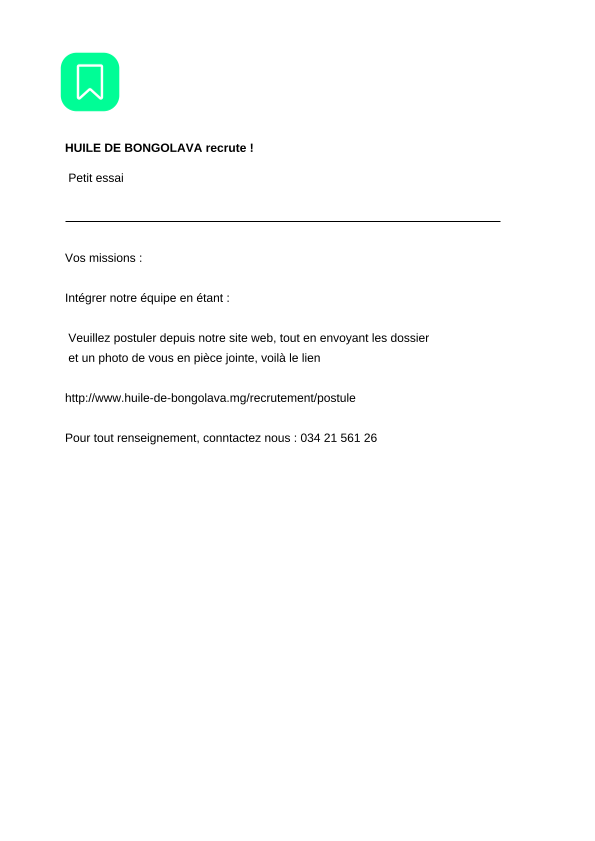 HUILE DE BONGOLAVA recrute !
Petit essai
Vos missions :
Intégrer notre équipe en étant :
Veuillez postuler depuis notre site web, tout en envoyant les dossier
et un photo de vous en pièce jointe, voilà le lien
http://www.huile-de-bongolava.mg/recrutement/postule
Pour tout renseignement, conntactez nous : 034 21 561 26